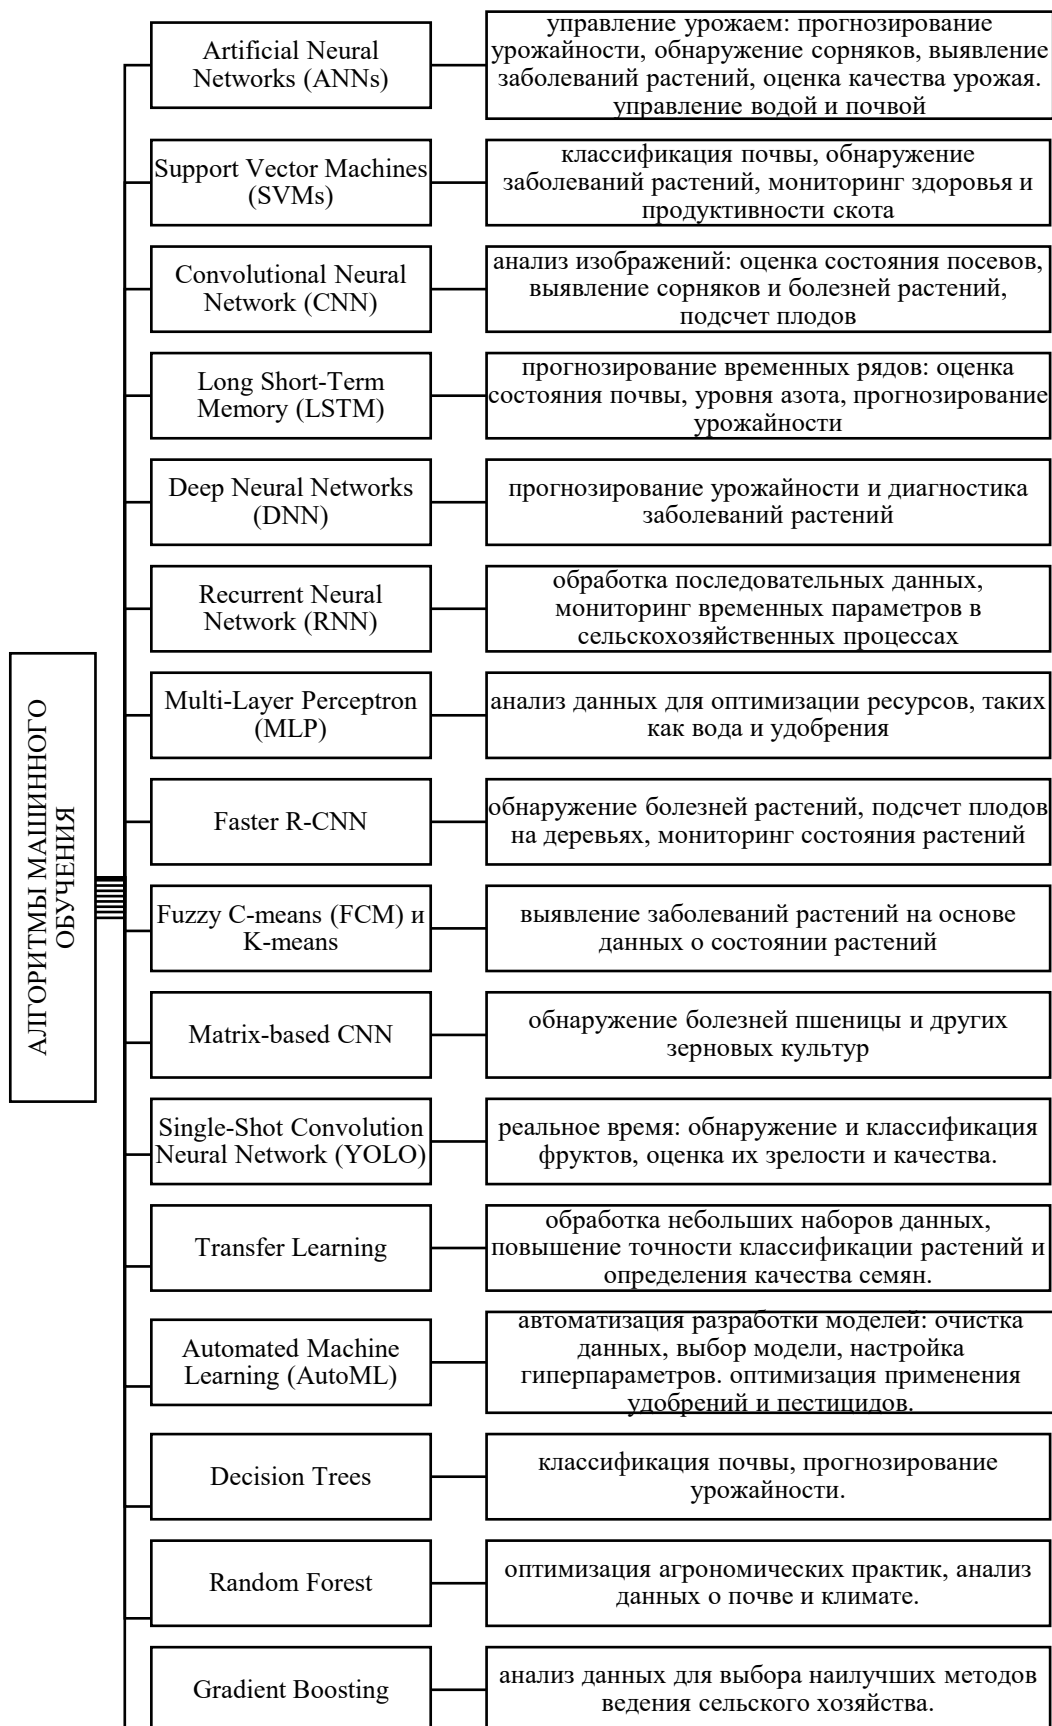 АЛГОРИТМЫ МАШИННОГО
ОБУЧЕНИЯ
Artificial Neural
Networks (ANNs)
управление урожаем: прогнозирование
урожайности, обнаружение сорняков, выявление
заболеваний растений, оценка качества урожая.
управление водой и почвой
Support Vector Machines
(SVMs)
классификация почвы, обнаружение
заболеваний растений, мониторинг здоровья и
продуктивности скота
Convolutional Neural
Network (CNN)
анализ изображений: оценка состояния посевов,
выявление сорняков и болезней растений,
подсчет плодов
Long Short-Term
Memory (LSTM)
прогнозирование временных рядов: оценка
состояния почвы, уровня азота, прогнозирование
урожайности
Deep Neural Networks
(DNN)
прогнозирование урожайности и диагностика
заболеваний растений
Recurrent Neural
Network (RNN)
обработка последовательных данных,
мониторинг временных параметров в
сельскохозяйственных процессах
Multi-Layer Perceptron
(MLP)
анализ данных для оптимизации ресурсов, таких
как вода и удобрения
Faster R-CNN
обнаружение болезней растений, подсчет плодов
на деревьях, мониторинг состояния растений
Fuzzy C-means (FCM) и
K-means
выявление заболеваний растений на основе
данных о состоянии растений
Matrix-based CNN
обнаружение болезней пшеницы и других
зерновых культур
Single-Shot Convolution
Neural Network (YOLO)
реальное время: обнаружение и классификация
фруктов, оценка их зрелости и качества.
Transfer Learning
обработка небольших наборов данных,
повышение точности классификации растений и
определения качества семян.
Automated Machine
Learning (AutoML)
автоматизация разработки моделей: очистка
данных, выбор модели, настройка
гиперпараметров. оптимизация применения
удобрений и пестицидов.
Decision Trees
классификация почвы, прогнозирование
урожайности.
Random Forest
оптимизация агрономических практик, анализ
данных о почве и климате.
Gradient Boosting
анализ данных для выбора наилучших методов
ведения сельского хозяйства.